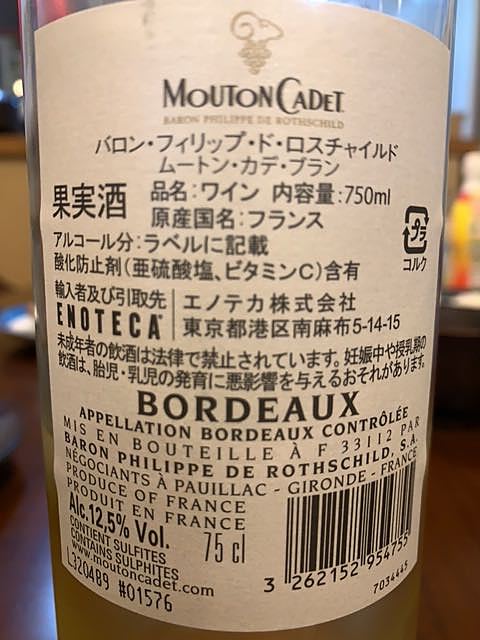 MOUTON CADET
BARON PHILIPPE DE ROTHSCHILD
バロン・フィリップ・ド・ロスチャイルド
ムートン・カデ・ブラン
果実酒 品名：ワイン 内容量：750ml
原産国名：フランス
アルコール分：ラベルに記載
酸化防止剤（亜硫酸塩、ビタミンC）含有
プラ
コルク
輸入者及び引取先 エノテカ株式会社
ENOTECA 東京都港区南麻布5-14-15
未成年者の飲酒は法律で禁止されています。妊娠中や授乳期の
飲酒は、胎児・乳児の発育に悪影響を与えるおそれがあります。
BORDEAUX
APPELLATION BORDEAUX CONTRÔLÉE
MIS EN BOUTEILLE À F 33112 PAR
BARON PHILIPPE DE ROTHSCHILD, S.A.
NÉGOCIANTS À PAUILLAC - GIRONDE - FRANCE
PRODUCE OF FRANCE
PRODUIT EN FRANCE
Alc.12,5% Vol. 75 cl
CONTIENT SULFITES
CONTAINS SULPHITES
www.moutoncadet.com
L320489 #01576
3 262152 954755
7034445